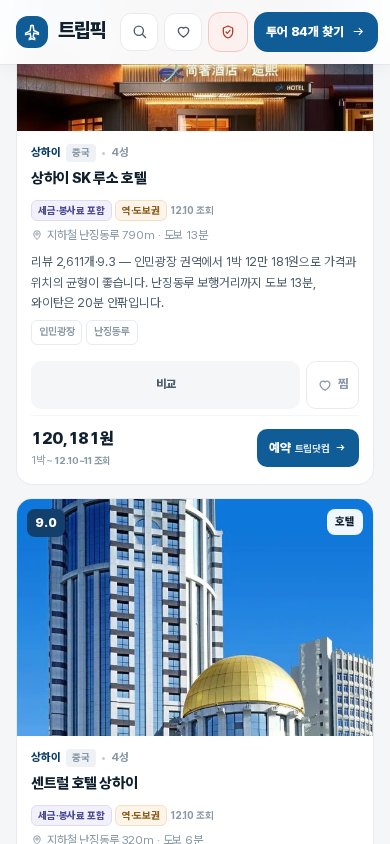 트립픽
투어 84개 찾기 →
简奢酒店·逅熙
HOTEL
상하이 중국 • 4성
상하이 SK 루소 호텔
세금·봉사료 포함 역·도보권 12.10 조회
지하철 난징동루 790m · 도보 13분
리뷰 2,611개·9.3 — 인민광장 권역에서 1박 12만 181원으로 가격과
위치의 균형이 좋습니다. 난징동루 보행거리까지 도보 13분,
와이탄은 20분 안팎입니다.
인민광장 난징동루
비교 찜
120,181원
1박~ 12.10~11 조회
예약 트립닷컴 →
9.0 호텔
상하이 중국 • 4성
센트럴 호텔 상하이
세금·봉사료 포함 역·도보권 12.10 조회
지하철 난징동루 320m · 도보 6분